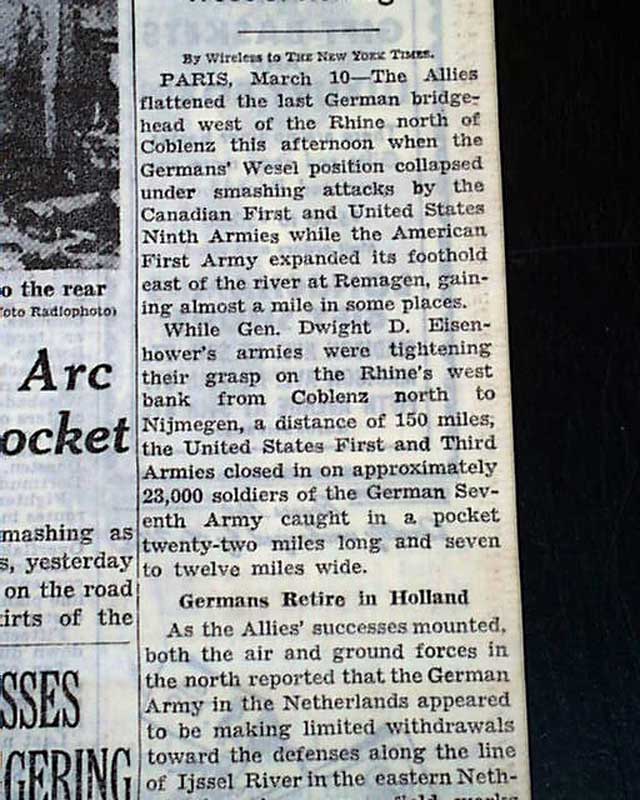 By Wireless to THE NEW YORK TIMES.
PARIS, March 10—The Allies
flattened the last German bridge-
head west of the Rhine north of
Coblenz this afternoon when the
Germans' Wesel position collapsed
under smashing attacks by the
Canadian First and United States
Ninth Armies while the American
First Army expanded its foothold
east of the river at Remagen, gain-
ing almost a mile in some places.
While Gen. Dwight D. Eisen-
hower's armies were tightening
their grasp on the Rhine's west
bank from Coblenz north to
Nijmegen, a distance of 150 miles,
the United States First and Third
Armies closed in on approximately
23,000 soldiers of the German Sev-
enth Army caught in a pocket
twenty-two miles long and seven
to twelve miles wide.
Germans Retire in Holland
As the Allies' successes mounted,
both the air and ground forces in
the north reported that the German
Army in the Netherlands appeared
to be making limited withdrawals
toward the defenses along the line
of Ijssel River in the eastern Neth-
o the rear
oto Radiophoto)
Arc
ocket
mashing as
s, yesterday
on the road
irts of the
SSES
GERING